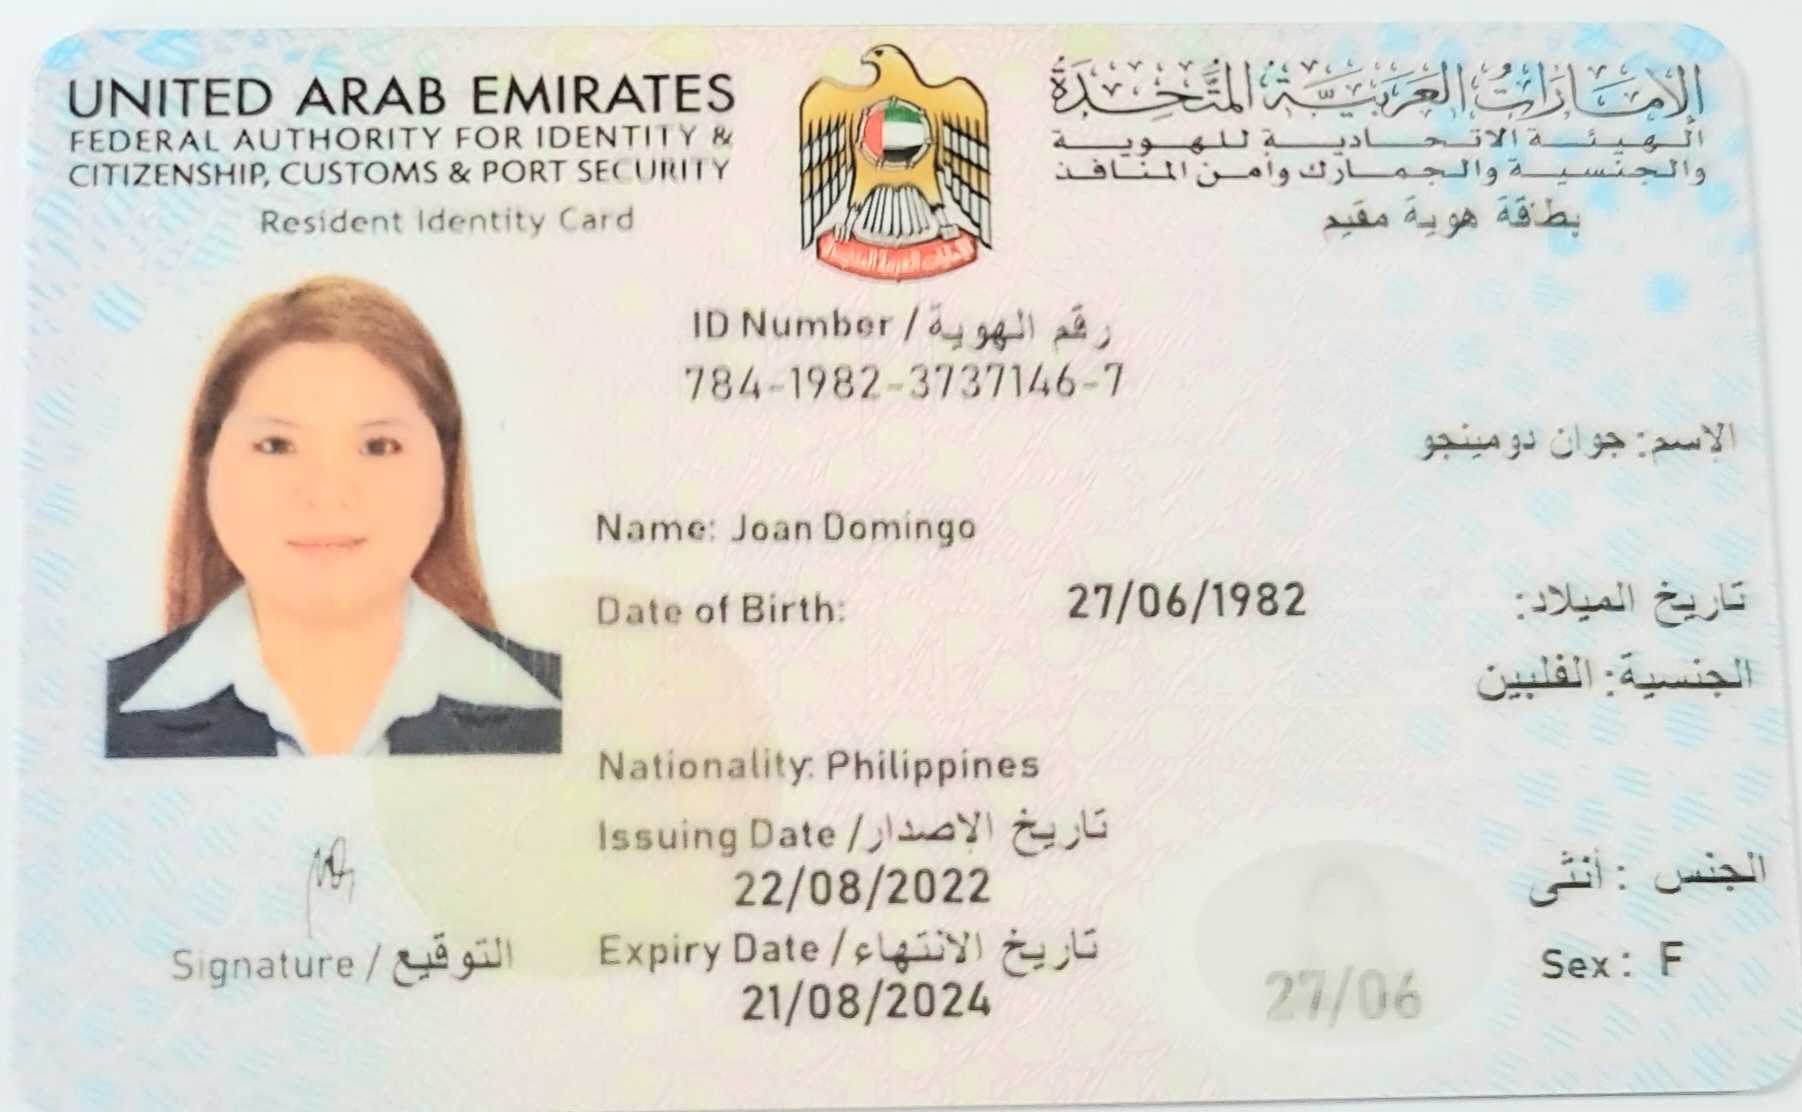 UNITED ARAB EMIRATES
FEDERAL AUTHORITY FOR IDENTITY &
CITIZENSHIP, CUSTOMS & PORT SECURITY
Resident Identity Card
الإمارات العربية المتحدة
الهيئة الاتحادية للهوية
والجنسية والجمارك وأمن المنافذ
بطاقة هوية مقيم
ID Number / رقم الهوية
784-1982-3737146-7
الإسم: جوان دومينجو
Name: Joan Domingo
Date of Birth: 27/06/1982 تاريخ الميلاد:
الجنسية: الفلبين
Nationality: Philippines
Issuing Date / تاريخ الإصدار
22/08/2022
Expiry Date / تاريخ الانتهاء
21/08/2024
الجنس : أنثى
Sex: F
27/06
Signature / التوقيع